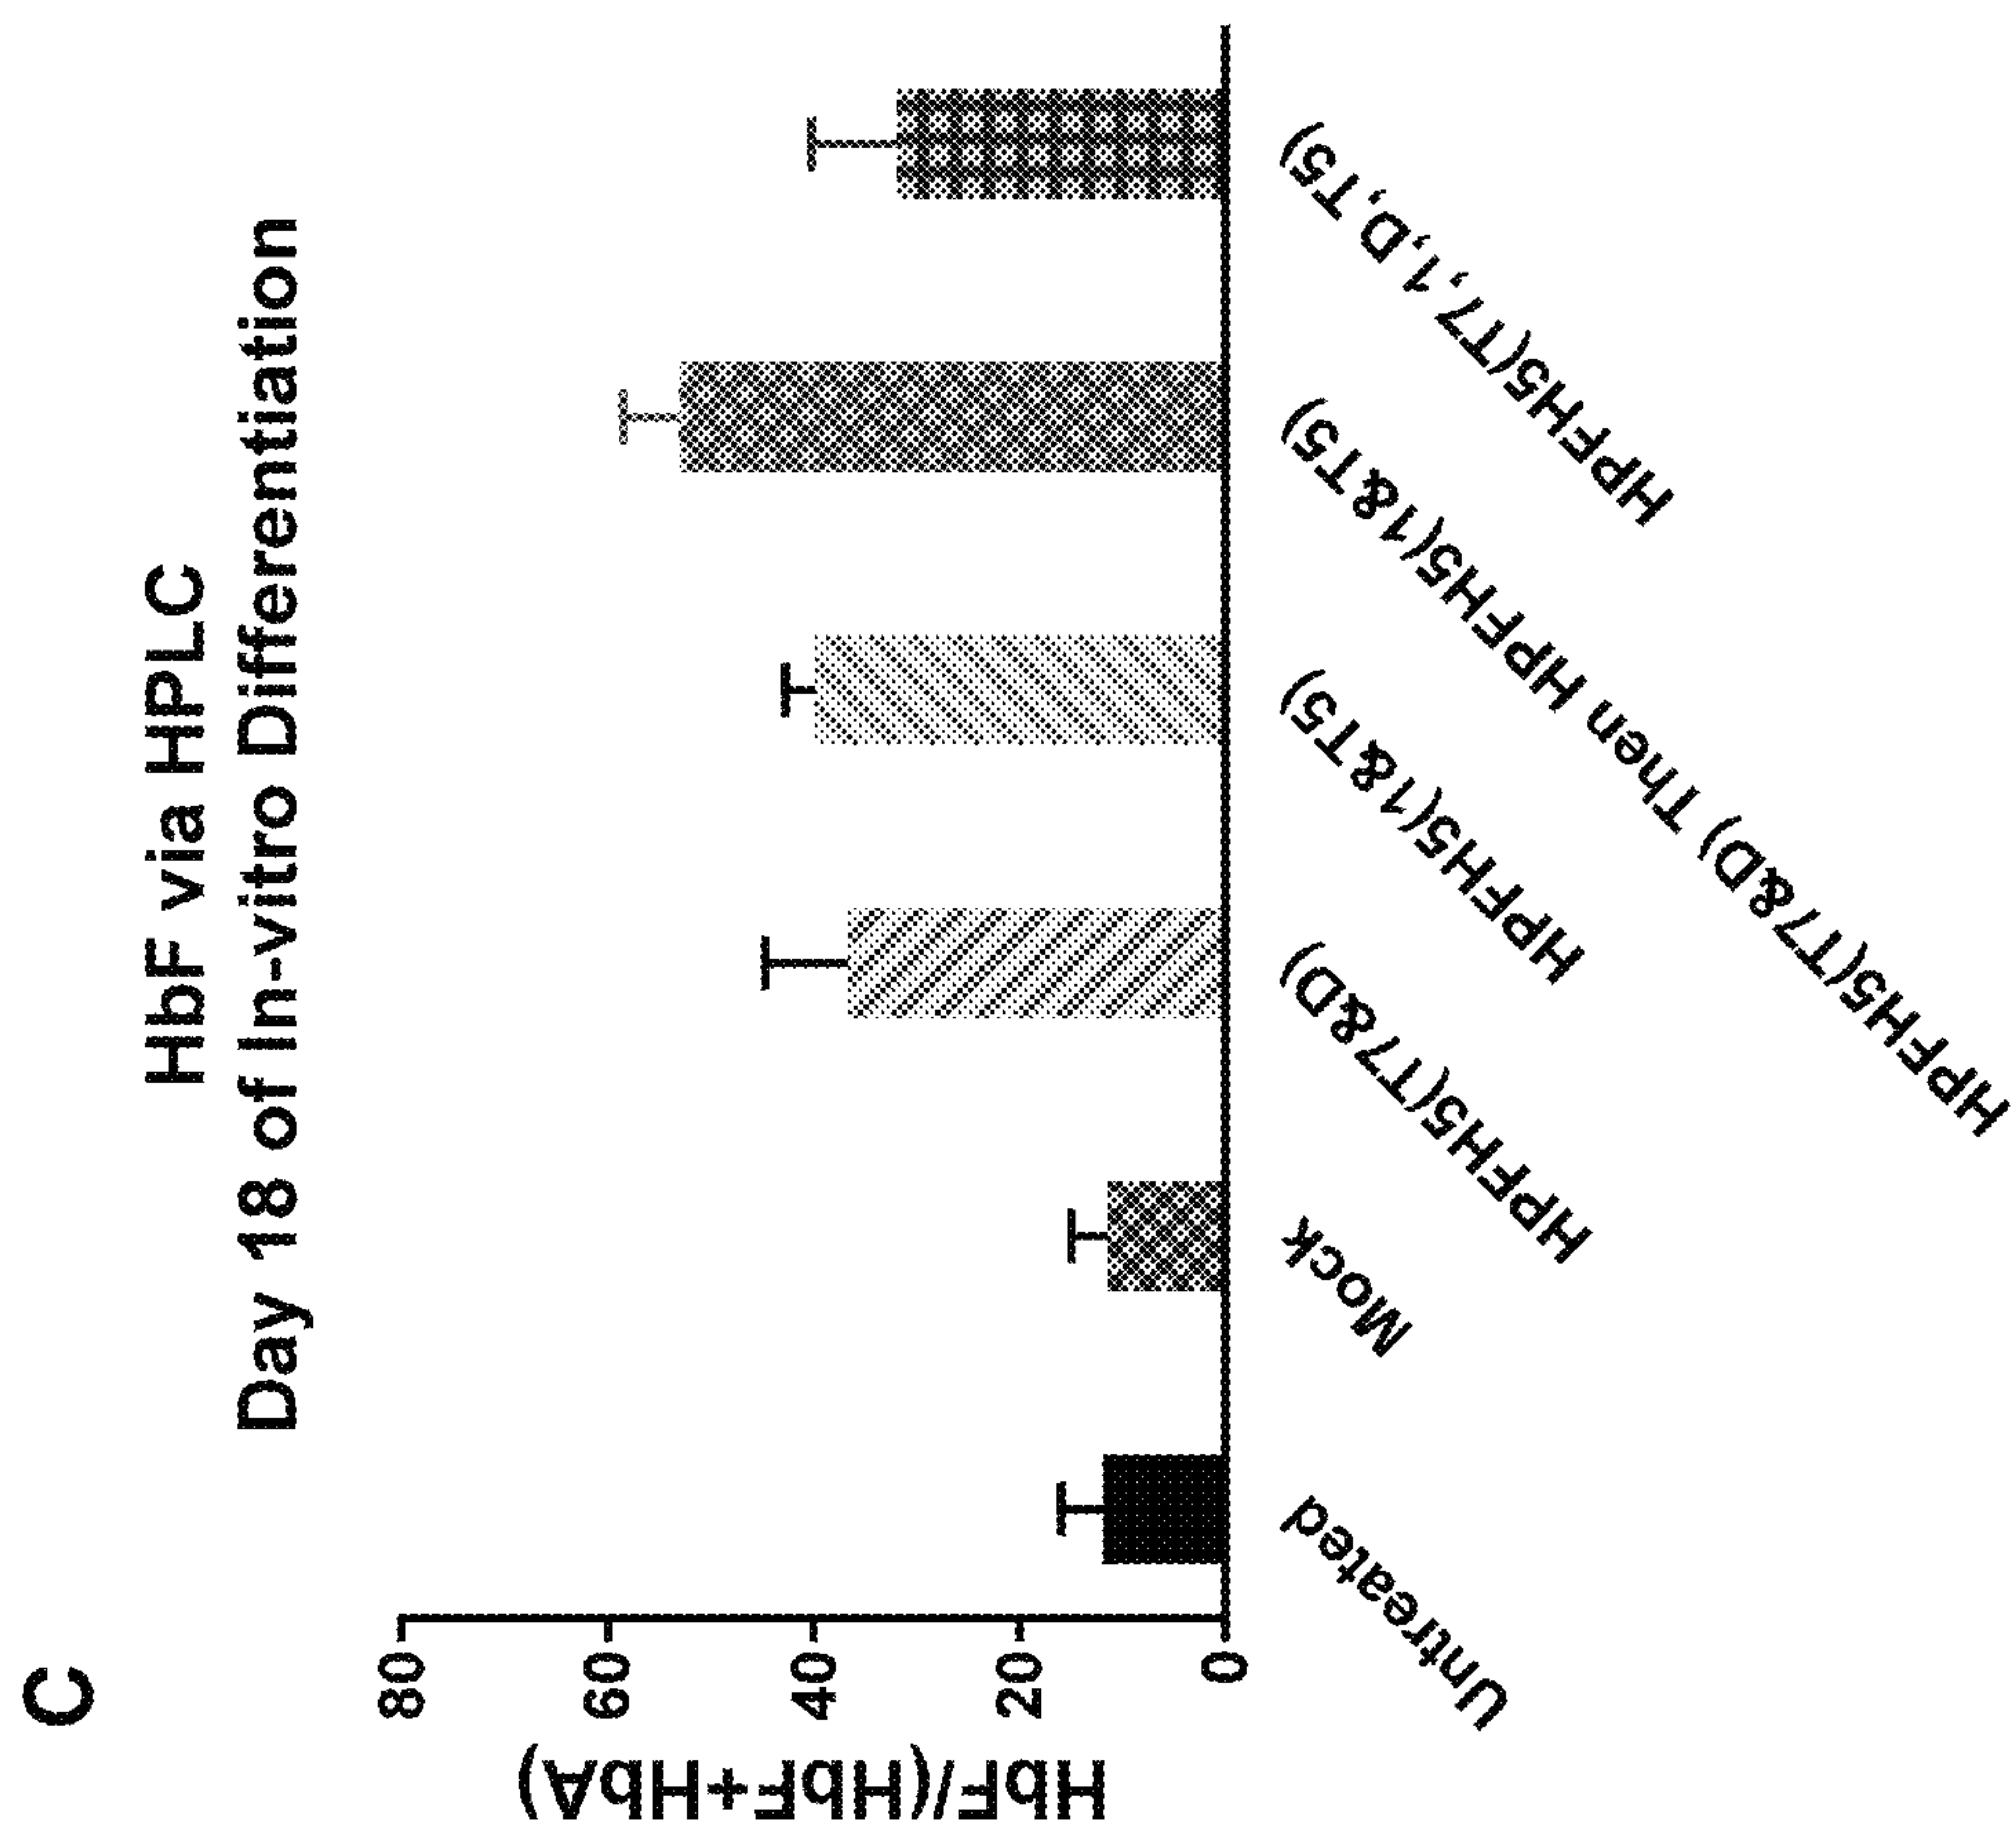 C
HbF via HPLC
Day 18 of In-vitro Differentiation
HbF/(HbF+HbA)
80
60
40
20
0
Untreated
Mock
HPFH5(T7&D)
HPFH5(1&T5)
HPFH5(T7&D) Then HPFH5(1&T5)
HPFH5(T7,1,D,T5)